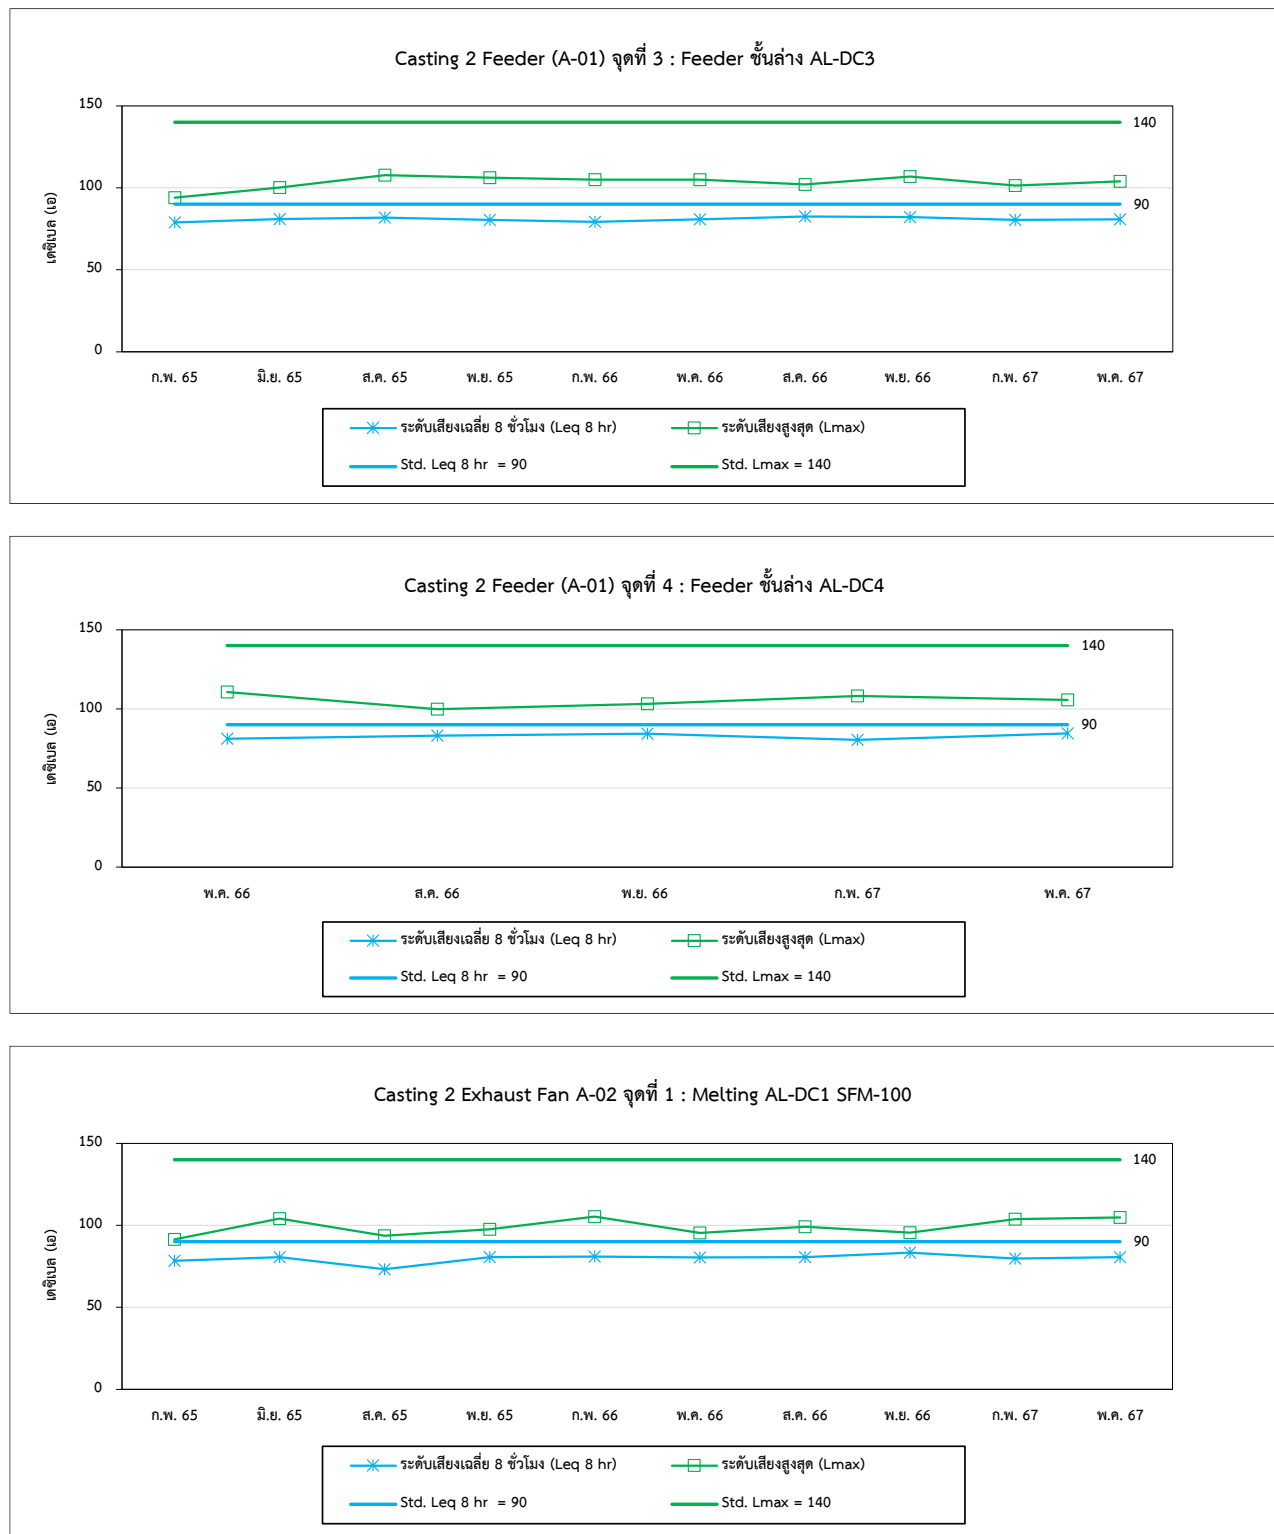 Casting 2 Feeder (A-01) จุดที่ 3 : Feeder ชั้นล่าง AL-DC3
เดซิเบล (เอ)
150
100
50
0
140
90
ก.พ. 65 มิ.ย. 65 ส.ค. 65 พ.ย. 65 ก.พ. 66 พ.ค. 66 ส.ค. 66 พ.ย. 66 ก.พ. 67 พ.ค. 67
ระดับเสียงเฉลี่ย 8 ชั่วโมง (Leq 8 hr) ระดับเสียงสูงสุด (Lmax)
Std. Leq 8 hr = 90 Std. Lmax = 140
Casting 2 Feeder (A-01) จุดที่ 4 : Feeder ชั้นล่าง AL-DC4
เดซิเบล (เอ)
150
100
50
0
140
90
พ.ค. 66 ส.ค. 66 พ.ย. 66 ก.พ. 67 พ.ค. 67
ระดับเสียงเฉลี่ย 8 ชั่วโมง (Leq 8 hr) ระดับเสียงสูงสุด (Lmax)
Std. Leq 8 hr = 90 Std. Lmax = 140
Casting 2 Exhaust Fan A-02 จุดที่ 1 : Melting AL-DC1 SFM-100
เดซิเบล (เอ)
150
100
50
0
140
90
ก.พ. 65 มิ.ย. 65 ส.ค. 65 พ.ย. 65 ก.พ. 66 พ.ค. 66 ส.ค. 66 พ.ย. 66 ก.พ. 67 พ.ค. 67
ระดับเสียงเฉลี่ย 8 ชั่วโมง (Leq 8 hr) ระดับเสียงสูงสุด (Lmax)
Std. Leq 8 hr = 90 Std. Lmax = 140